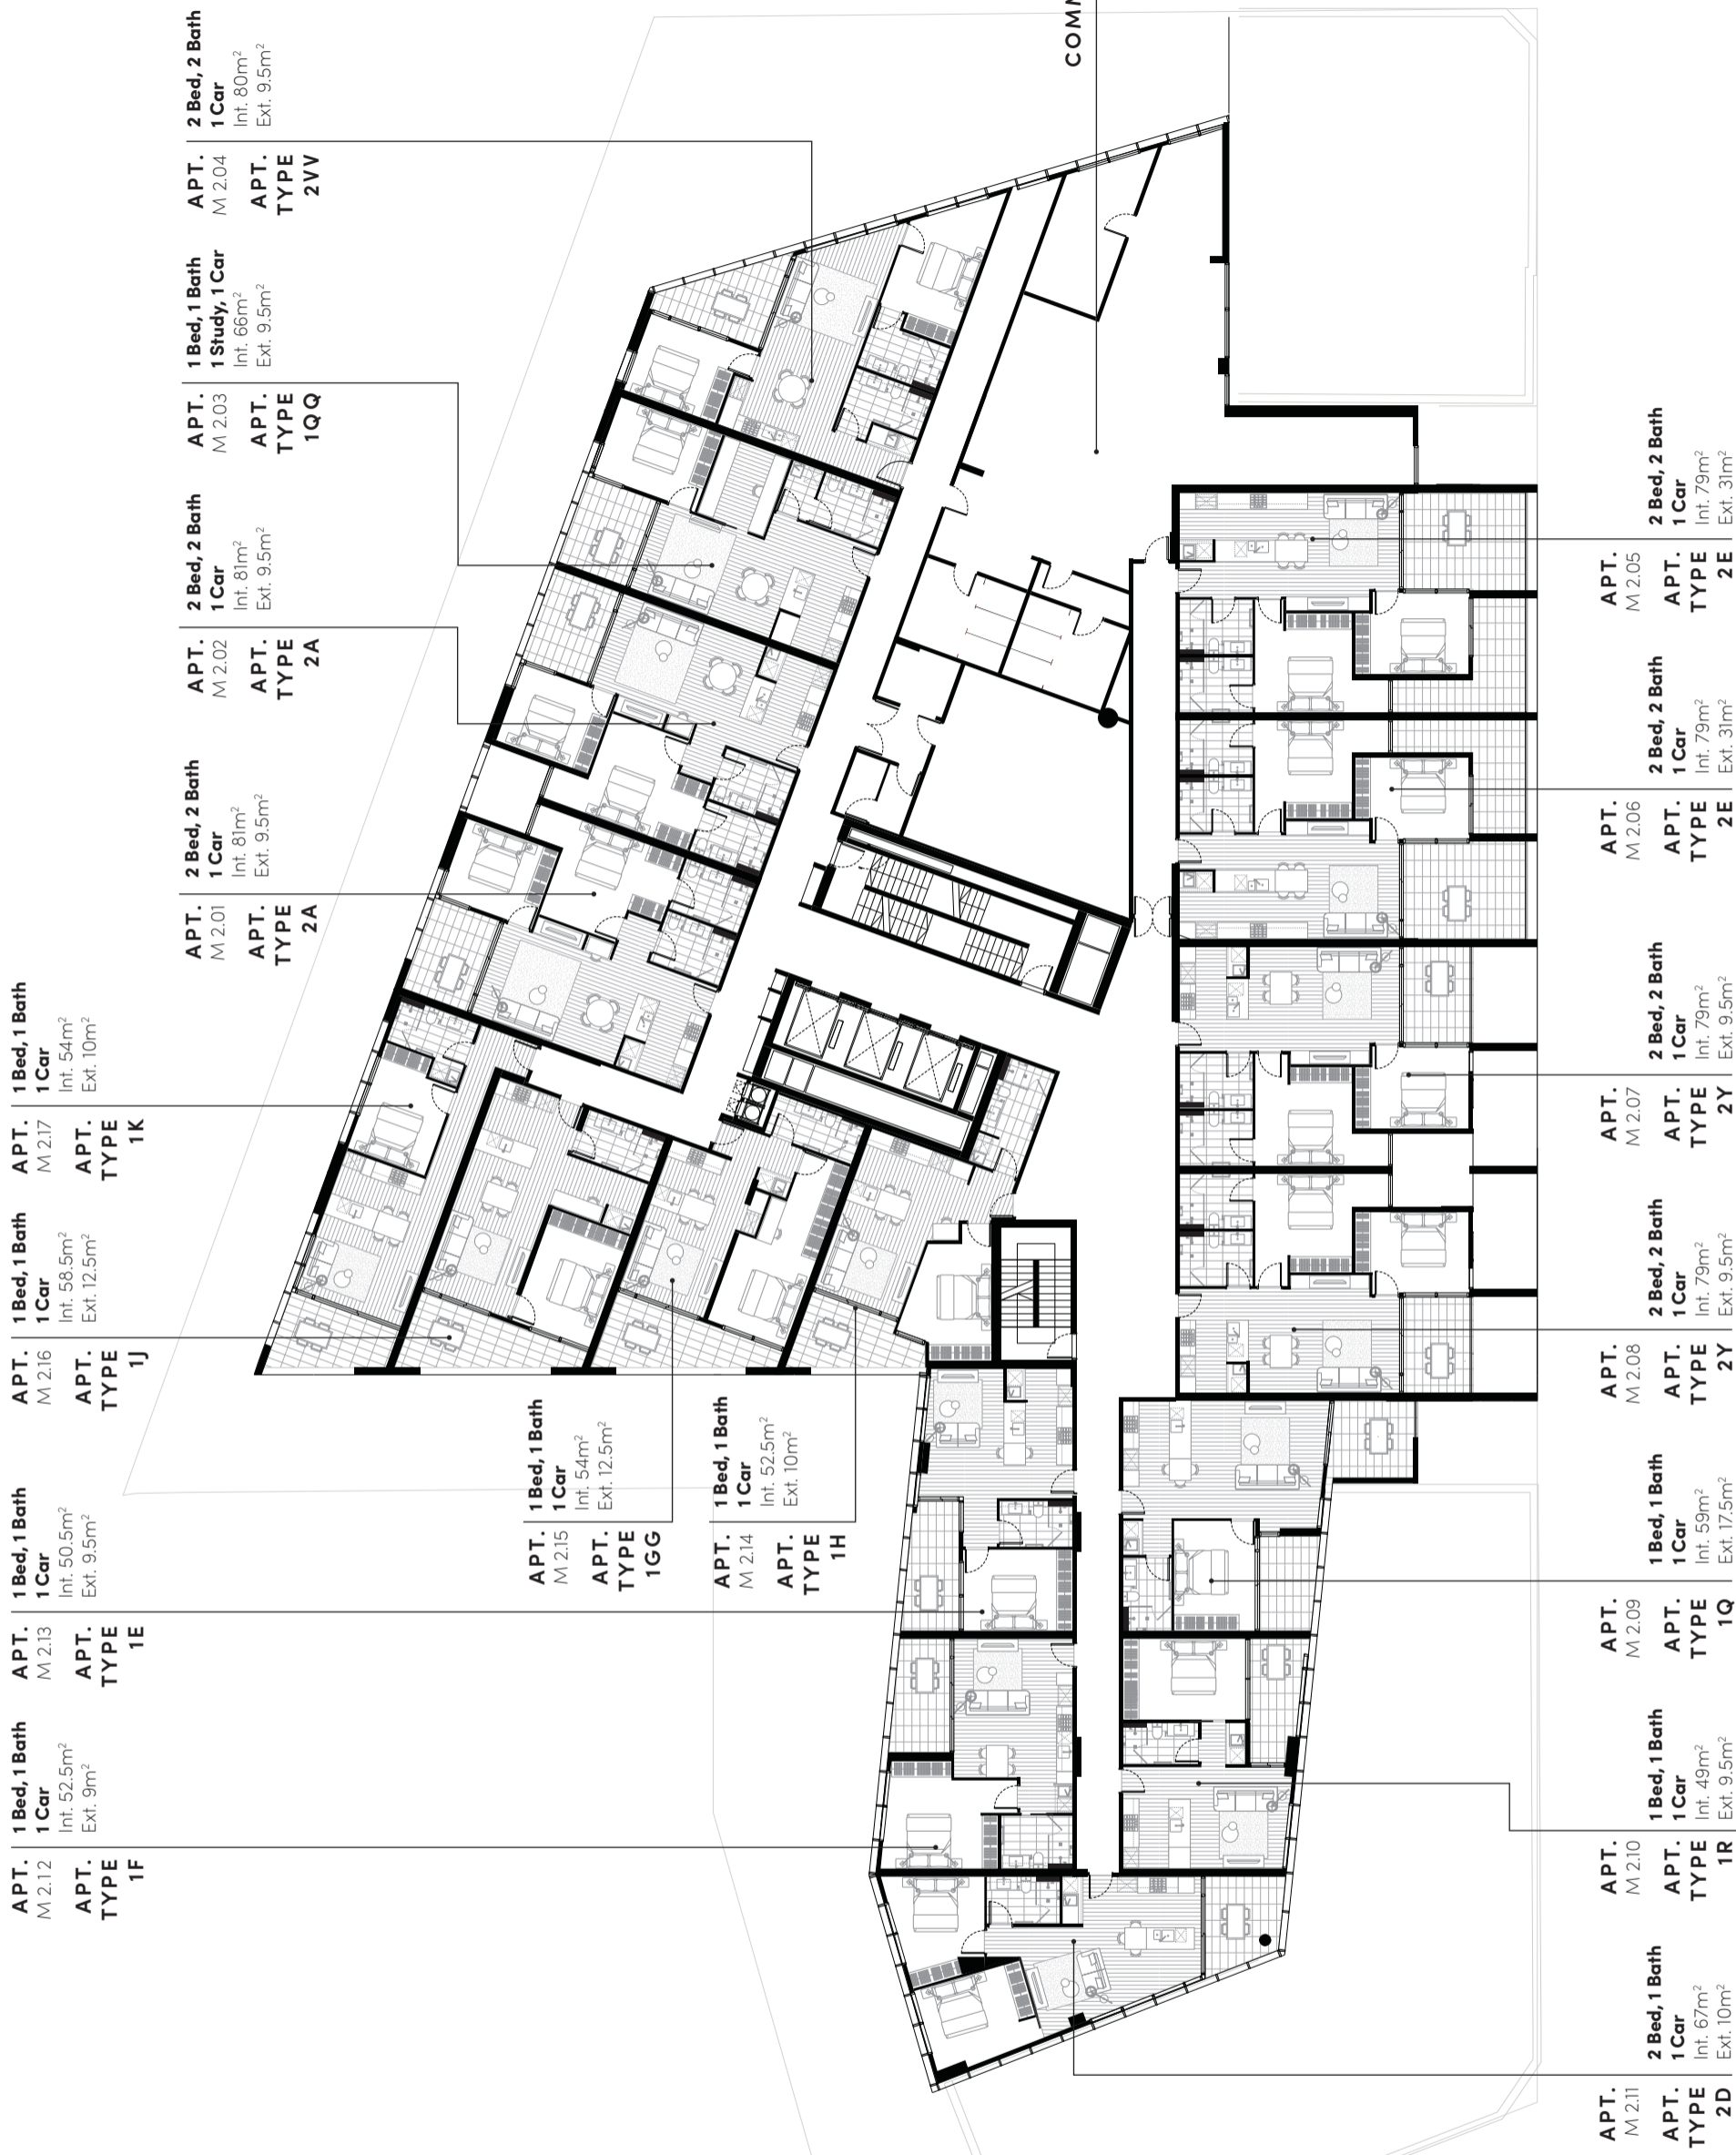 APT.
M 2.12
APT.
TYPE
1F
1 Bed, 1 Bath
1 Car
Int. 52.5m²
Ext. 9m²
APT.
M 2.13
APT.
TYPE
1E
1 Bed, 1 Bath
1 Car
Int. 50.5m²
Ext. 9.5m²
APT.
M 2.16
APT.
TYPE
1J
1 Bed, 1 Bath
1 Car
Int. 58.5m²
Ext. 12.5m²
APT.
M 2.17
APT.
TYPE
1K
1 Bed, 1 Bath
1 Car
Int. 54m²
Ext. 10m²
APT.
M 2.01
APT.
TYPE
2A
2 Bed, 2 Bath
1 Car
Int. 81m²
Ext. 9.5m²
APT.
M 2.02
APT.
TYPE
2A
2 Bed, 2 Bath
1 Car
Int. 81m²
Ext. 9.5m²
APT.
M 2.03
APT.
TYPE
1QQ
1 Bed, 1 Bath
1 Study, 1 Car
Int. 66m²
Ext. 9.5m²
APT.
M 2.04
APT.
TYPE
2VV
2 Bed, 2 Bath
1 Car
Int. 80m²
Ext. 9.5m²
APT.
M 2.15
APT.
TYPE
1GG
1 Bed, 1 Bath
1 Car
Int. 54m²
Ext. 12.5m²
APT.
M 2.14
APT.
TYPE
1H
1 Bed, 1 Bath
1 Car
Int. 52.5m²
Ext. 10m²
APT.
M 2.11
APT.
TYPE
2D
2 Bed, 1 Bath
1 Car
Int. 67m²
Ext. 10m²
APT.
M 2.10
APT.
TYPE
1R
1 Bed, 1 Bath
1 Car
Int. 49m²
Ext. 9.5m²
APT.
M 2.09
APT.
TYPE
1Q
1 Bed, 1 Bath
1 Car
Int. 59m²
Ext. 17.5m²
APT.
M 2.08
APT.
TYPE
2Y
2 Bed, 2 Bath
1 Car
Int. 79m²
Ext. 9.5m²
APT.
M 2.07
APT.
TYPE
2Y
2 Bed, 2 Bath
1 Car
Int. 79m²
Ext. 9.5m²
APT.
M 2.06
APT.
TYPE
2E
2 Bed, 2 Bath
1 Car
Int. 79m²
Ext. 31m²
APT.
M 2.05
APT.
TYPE
2E
2 Bed, 2 Bath
1 Car
Int. 79m²
Ext. 31m²